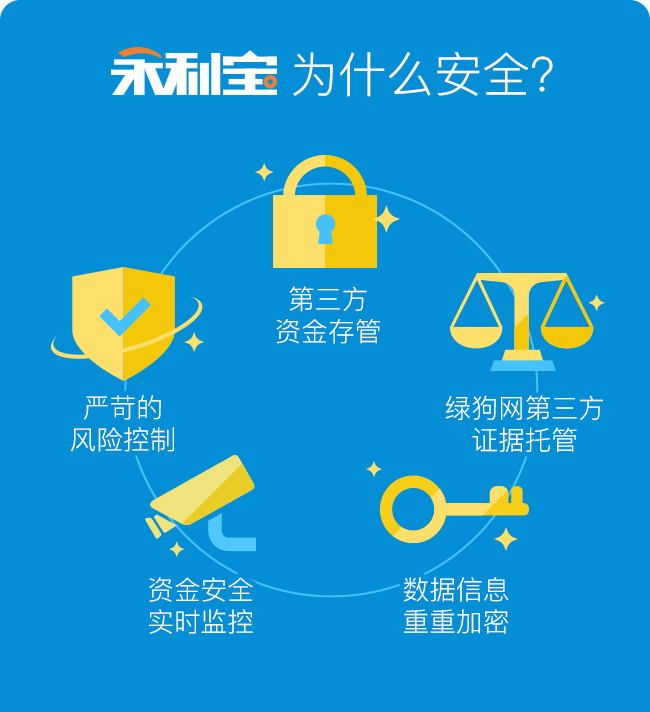 永利宝 为什么安全?
第三方
资金存管
严苛的
风险控制
绿狗网第三方
证据托管
资金安全
实时监控
数据信息
重重加密